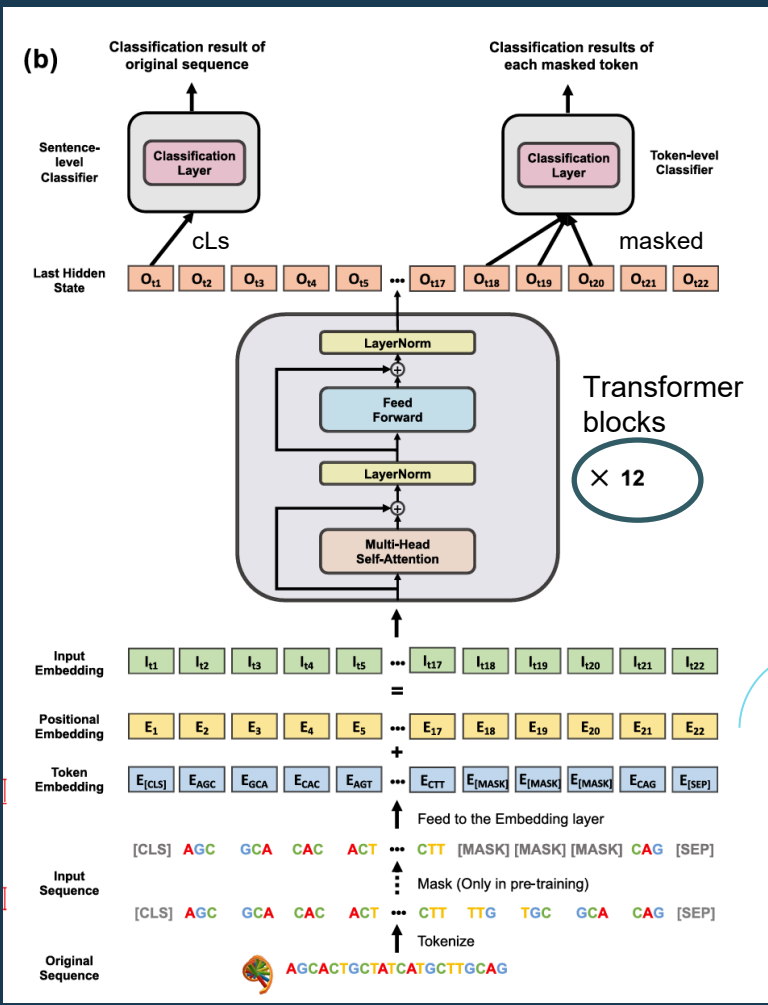 (b)
Classification result of
original sequence
Classification results of
each masked token
Sentence-
level
Classifier
Classification
Layer
Classification
Layer
Token-level
Classifier
cLs
masked
Last Hidden
State
Ot1 Ot2 Ot3 Ot4 Ot5 ••• Ot17 Ot18 Ot19 Ot20 Ot21 Ot22
LayerNorm
+
Feed
Forward
LayerNorm
+
Multi-Head
Self-Attention
Transformer
blocks
× 12
Input
Embedding
It1 It2 It3 It4 It5 ••• It17 It18 It19 It20 It21 It22
=
Positional
Embedding
E1 E2 E3 E4 E5 ••• E17 E18 E19 E20 E21 E22
+
Token
Embedding
E[CLS] EAGC EGCA ECAC EAGT ••• ECTT E[MASK] E[MASK] E[MASK] ECAG E[SEP]
Feed to the Embedding layer
[CLS] AGC GCA CAC ACT ••• CTT [MASK] [MASK] [MASK] CAG [SEP]
Input
Sequence
Mask (Only in pre-training)
[CLS] AGC GCA CAC ACT ••• CTT TTG TGC GCA CAG [SEP]
Tokenize
Original
Sequence
AGCACTGCTATCATGCTTGCAG